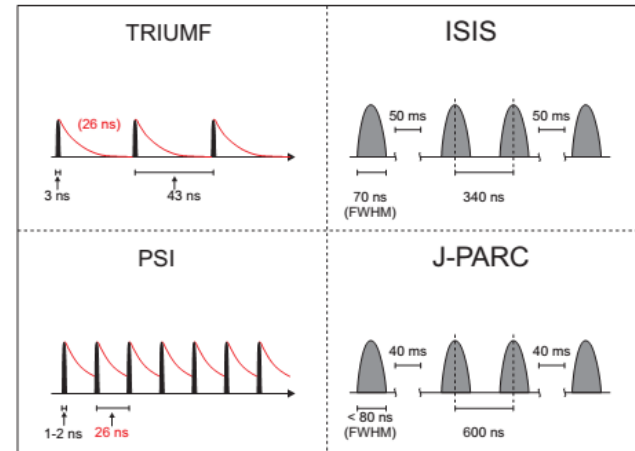 TRIUMF
(26 ns)
3 ns
43 ns
ISIS
50 ms
50 ms
70 ns
(FWHM)
340 ns
PSI
1-2 ns
26 ns
J-PARC
40 ms
40 ms
< 80 ns
(FWHM)
600 ns